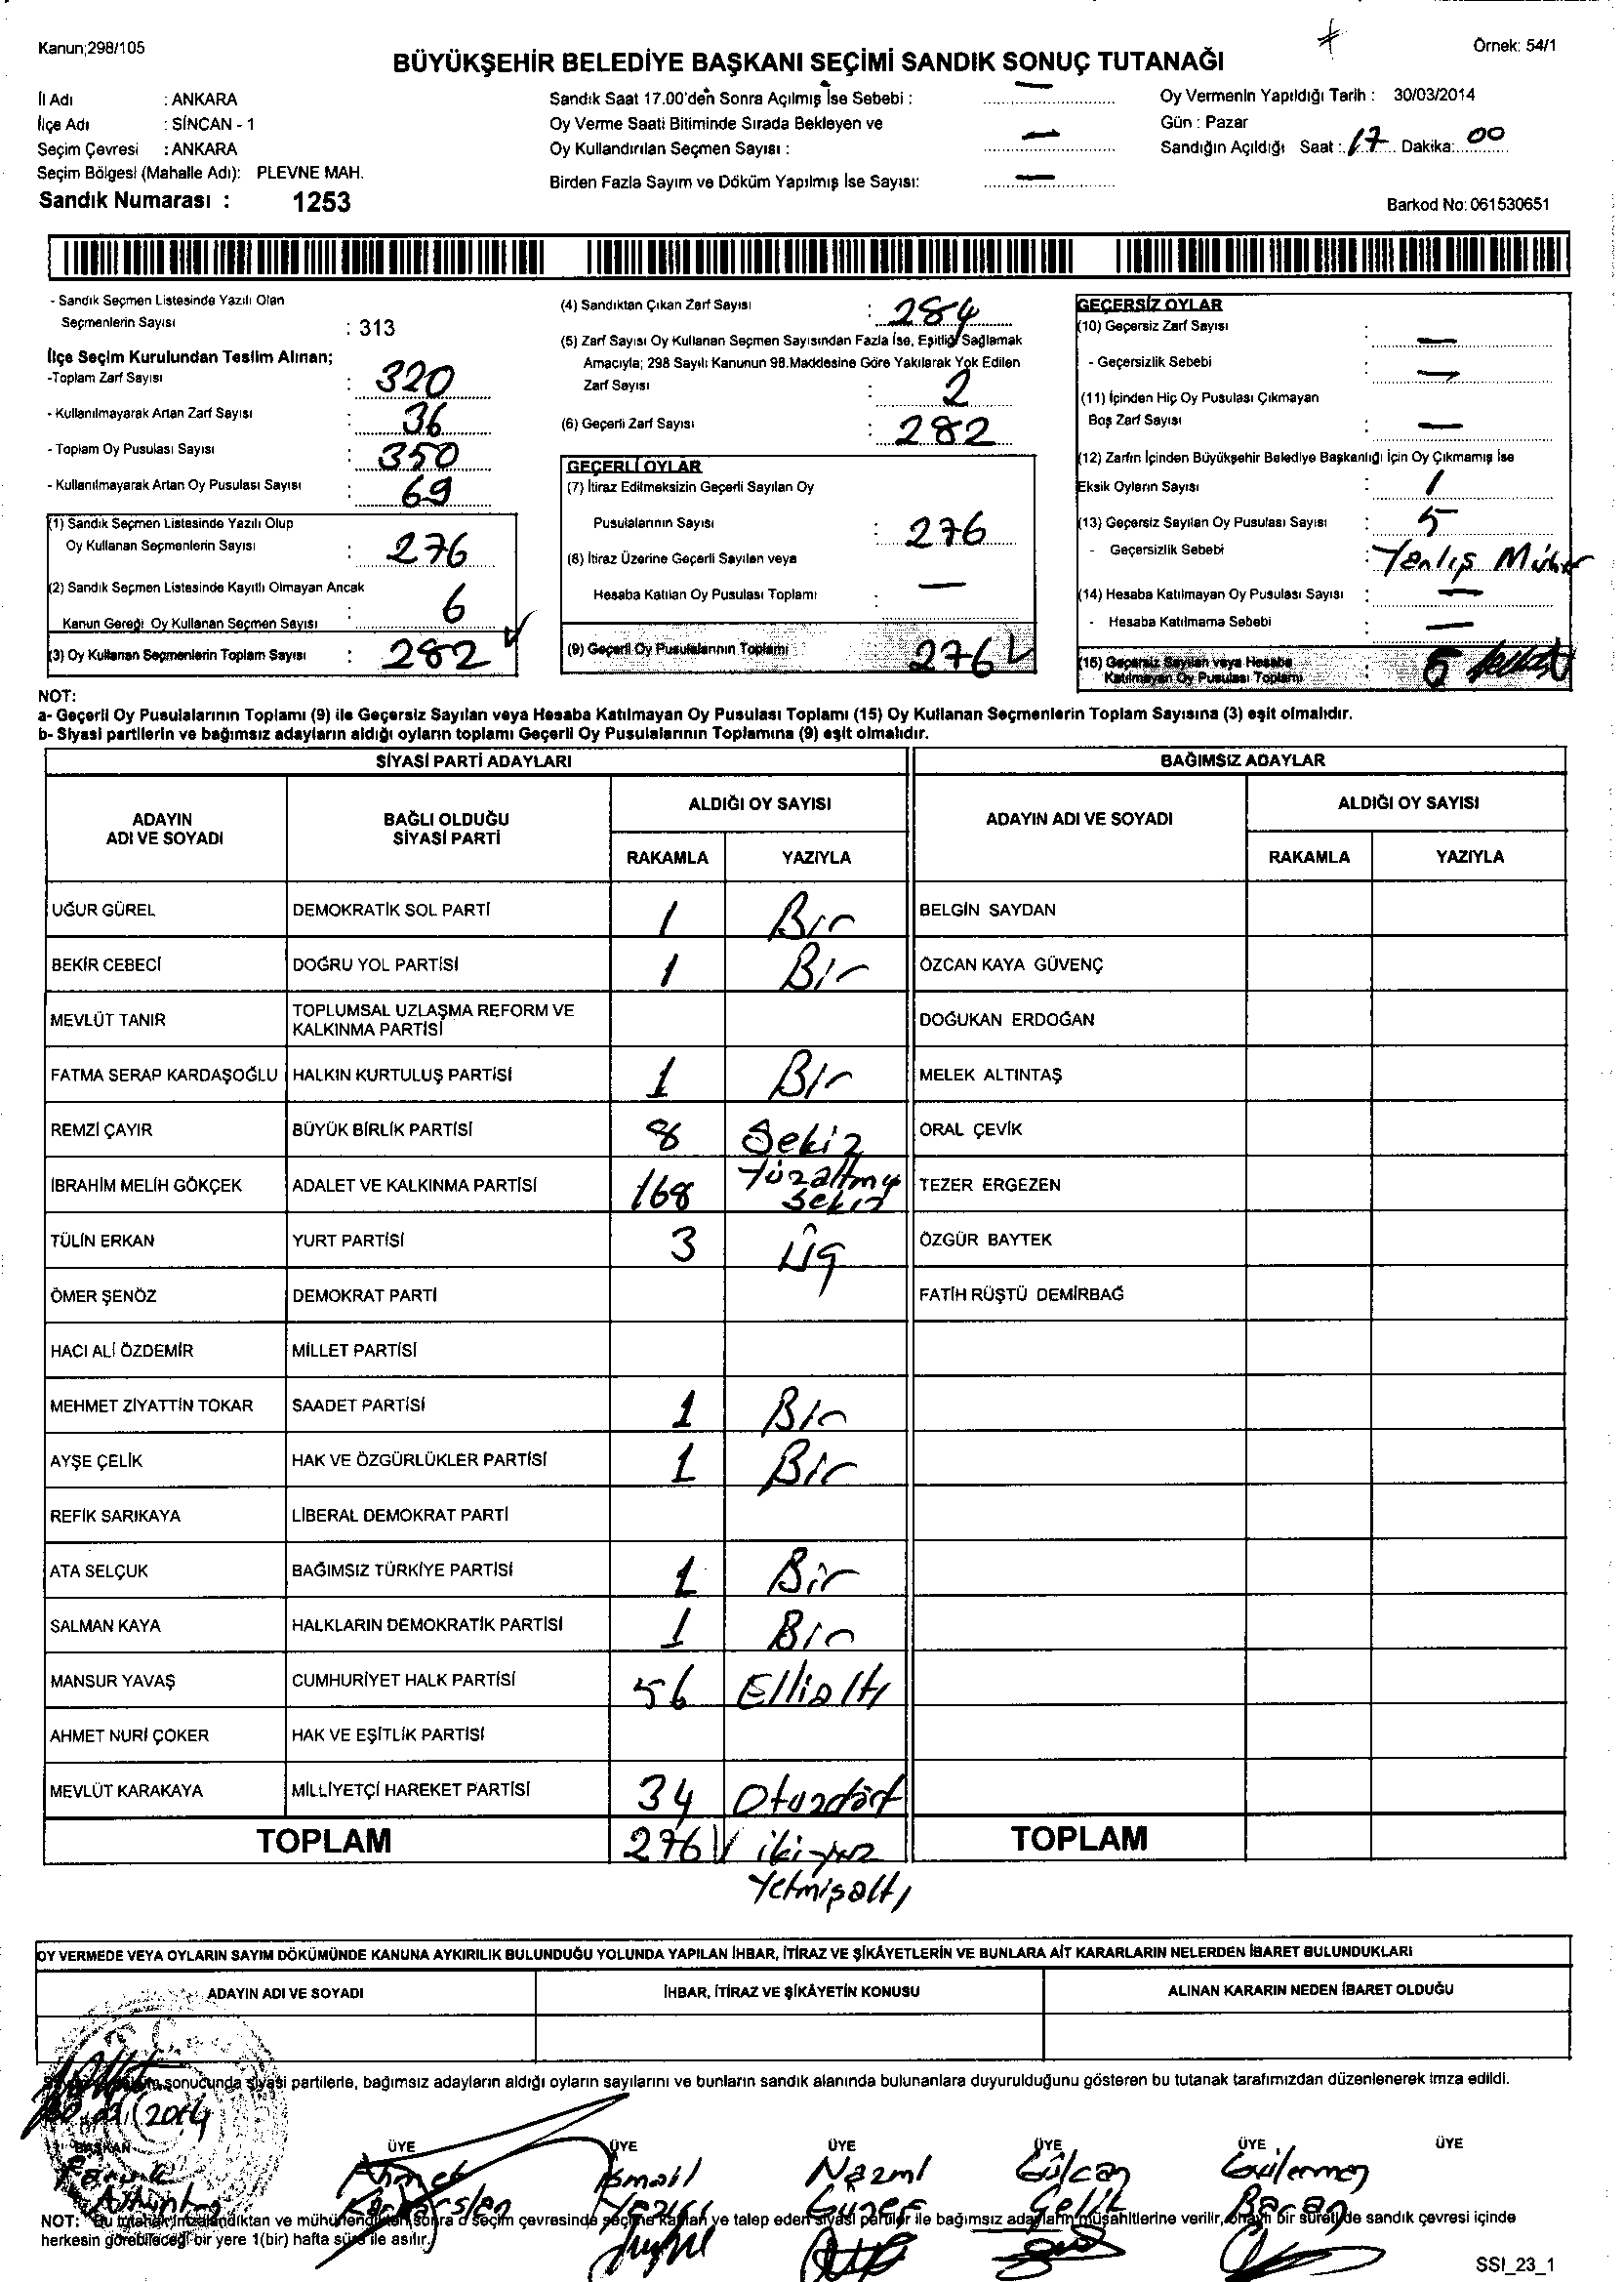 Kanun;298/105
Örnek: 54/1
BÜYÜKŞEHİR BELEDİYE BAŞKANI SEÇİMİ SANDIK SONUÇ TUTANAĞI
İl Adı : ANKARA
İlçe Adı : SİNCAN - 1
Seçim Çevresi : ANKARA
Seçim Bölgesi (Mahalle Adı): PLEVNE MAH.
Sandık Numarası : 1253
Sandık Saat 17.00'den Sonra Açılmış İse Sebebi : —
Oy Verme Saati Bitiminde Sırada Bekleyen ve
Oy Kullandırılan Seçmen Sayısı : —
Birden Fazla Sayım ve Döküm Yapılmış İse Sayısı: —
Oy Vermenin Yapıldığı Tarih : 30/03/2014
Gün : Pazar
Sandığın Açıldığı Saat : 17 Dakika: 00
Barkod No: 061530651
- Sandık Seçmen Listesinde Yazılı Olan
Seçmenlerin Sayısı : 313
İlçe Seçim Kurulundan Teslim Alınan;
-Toplam Zarf Sayısı : 320
- Kullanılmayarak Artan Zarf Sayısı : 36
- Toplam Oy Pusulası Sayısı : 350
- Kullanılmayarak Artan Oy Pusulası Sayısı : 69
(1) Sandık Seçmen Listesinde Yazılı Olup
Oy Kullanan Seçmenlerin Sayısı : 276
(2) Sandık Seçmen Listesinde Kayıtlı Olmayan Ancak
Kanun Gereği Oy Kullanan Seçmen Sayısı : 6
(3) Oy Kullanan Seçmenlerin Toplam Sayısı : 282
(4) Sandıktan Çıkan Zarf Sayısı : 284
(5) Zarf Sayısı Oy Kullanan Seçmen Sayısından Fazla İse, Eşitliği Sağlamak
Amacıyla; 298 Sayılı Kanunun 98.Maddesine Göre Yakılarak Yok Edilen
Zarf Sayısı : 2
(6) Geçerli Zarf Sayısı : 282
GEÇERLİ OYLAR
(7) İtiraz Edilmeksizin Geçerli Sayılan Oy
Pusulalarının Sayısı : 276
(8) İtiraz Üzerine Geçerli Sayılan veya
Hesaba Katılan Oy Pusulası Toplamı : —
(9) Geçerli Oy Pusulalarının Toplamı 276
GEÇERSİZ OYLAR
(10) Geçersiz Zarf Sayısı : —
- Geçersizlik Sebebi : —
(11) İçinden Hiç Oy Pusulası Çıkmayan
Boş Zarf Sayısı : —
(12) Zarfın İçinden Büyükşehir Belediye Başkanlığı İçin Oy Çıkmamış İse
Eksik Oyların Sayısı : 1
(13) Geçersiz Sayılan Oy Pusulası Sayısı : 5
- Geçersizlik Sebebi : Yanlış Mühür
(14) Hesaba Katılmayan Oy Pusulası Sayısı : —
- Hesaba Katılmama Sebebi : —
(15) Geçersiz Sayılan veya Hesaba
Katılmayan Oy Pusulası Toplamı : 5
NOT:
a- Geçerli Oy Pusulalarının Toplamı (9) ile Geçersiz Sayılan veya Hesaba Katılmayan Oy Pusulası Toplamı (15) Oy Kullanan Seçmenlerin Toplam Sayısına (3) eşit olmalıdır.
b- Siyasi partilerin ve bağımsız adayların aldığı oyların toplamı Geçerli Oy Pusulalarının Toplamına (9) eşit olmalıdır.
SİYASİ PARTİ ADAYLARI BAĞIMSIZ ADAYLAR
ADAYIN ADI VE SOYADI BAĞLI OLDUĞU SİYASİ PARTİ ALDIĞI OY SAYISI ADAYIN ADI VE SOYADI ALDIĞI OY SAYISI
RAKAMLA YAZIYLA RAKAMLA YAZIYLA
UĞUR GÜREL DEMOKRATİK SOL PARTİ 1 Bir BELGİN SAYDAN
BEKİR CEBECİ DOĞRU YOL PARTİSİ 1 Bir ÖZCAN KAYA GÜVENÇ
MEVLÜT TANIR TOPLUMSAL UZLAŞMA REFORM VE KALKINMA PARTİSİ DOĞUKAN ERDOĞAN
FATMA SERAP KARDAŞOĞLU HALKIN KURTULUŞ PARTİSİ 1 Bir MELEK ALTINTAŞ
REMZİ ÇAYIR BÜYÜK BİRLİK PARTİSİ 8 Sekiz ORAL ÇEVİK
İBRAHİM MELİH GÖKÇEK ADALET VE KALKINMA PARTİSİ 168 Yüzaltmış Sekiz TEZER ERGEZEN
TÜLİN ERKAN YURT PARTİSİ 3 Üç ÖZGÜR BAYTEK
ÖMER ŞENÖZ DEMOKRAT PARTİ FATİH RÜŞTÜ DEMİRBAĞ
HACI ALİ ÖZDEMİR MİLLET PARTİSİ
MEHMET ZİYATTİN TOKAR SAADET PARTİSİ 1 Bir
AYŞE ÇELİK HAK VE ÖZGÜRLÜKLER PARTİSİ 1 Bir
REFİK SARIKAYA LİBERAL DEMOKRAT PARTİ
ATA SELÇUK BAĞIMSIZ TÜRKİYE PARTİSİ 1 Bir
SALMAN KAYA HALKLARIN DEMOKRATİK PARTİSİ 1 Bir
MANSUR YAVAŞ CUMHURİYET HALK PARTİSİ 56 Ellialtı
AHMET NURİ ÇOKER HAK VE EŞİTLİK PARTİSİ
MEVLÜT KARAKAYA MİLLİYETÇİ HAREKET PARTİSİ 34 Otuzdört
TOPLAM 276 ikiyüz TOPLAM
Yetmişaltı
OY VERMEDE VEYA OYLARIN SAYIM DÖKÜMÜNDE KANUNA AYKIRILIK BULUNDUĞU YOLUNDA YAPILAN İHBAR, İTİRAZ VE ŞİKÂYETLERİN VE BUNLARA AİT KARARLARIN NELERDEN İBARET BULUNDUKLARI
ADAYIN ADI VE SOYADI İHBAR, İTİRAZ VE ŞİKÂYETİN KONUSU ALINAN KARARIN NEDEN İBARET OLDUĞU
sonucunda siyasi partilerle, bağımsız adayların aldığı oyların sayılarını ve bunların sandık alanında bulunanlara duyurulduğunu gösteren bu tutanak tarafımızdan düzenlenerek imza edildi.
BAŞKAN ÜYE ÜYE ÜYE ÜYE ÜYE ÜYE
Faruk Ahmet İsmail Nazmi Gülcan
Güner Çelik
NOT: Bu tutanak imzalandıktan ve mühürlendikten sonra o seçim çevresinde seçime katılan ve talep eden siyasi partiler ile bağımsız adayların müşahitlerine verilir, onaylı bir sureti de sandık çevresi içinde
herkesin görebileceği bir yere 1(bir) hafta süre ile asılır.
SSI_23_1